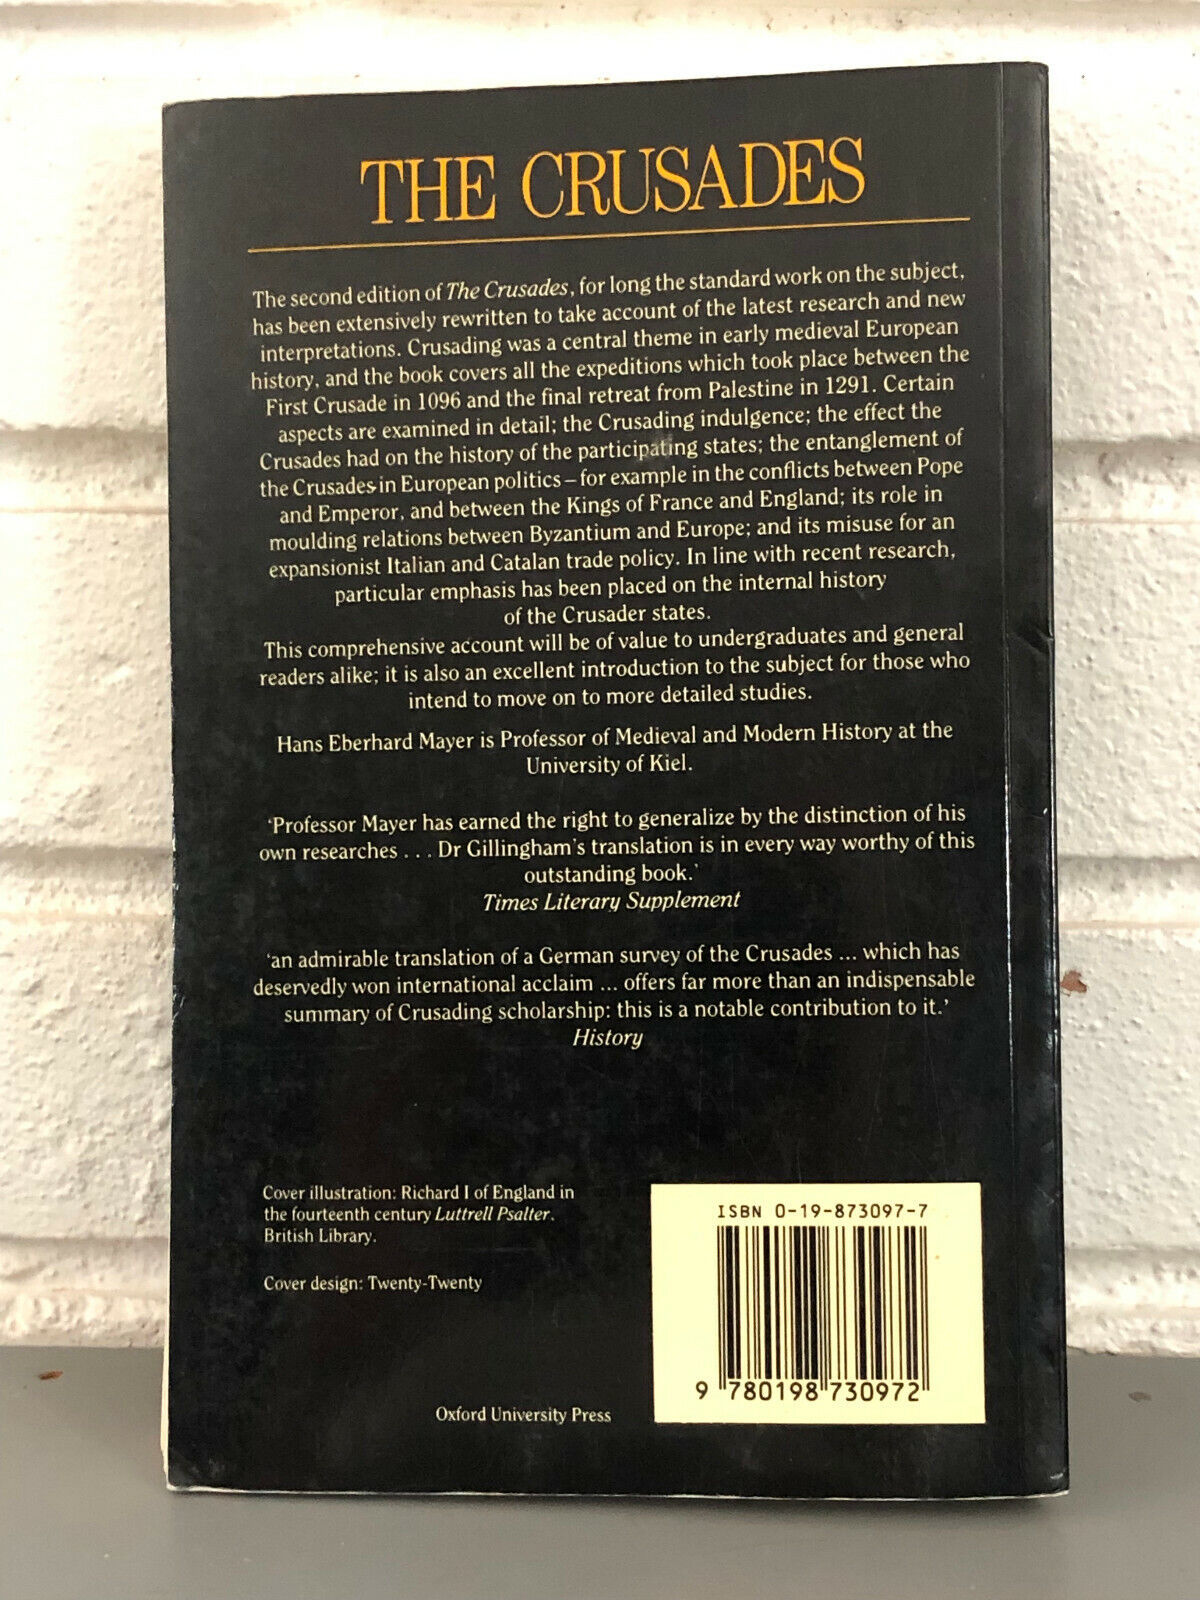 THE CRUSADES
The second edition of The Crusades, for long the standard work on the subject,
has been extensively rewritten to take account of the latest research and new
interpretations. Crusading was a central theme in early medieval European
history, and the book covers all the expeditions which took place between the
First Crusade in 1096 and the final retreat from Palestine in 1291. Certain
aspects are examined in detail; the Crusading indulgence; the effect the
Crusades had on the history of the participating states; the entanglement of
the Crusades in European politics – for example in the conflicts between Pope
and Emperor, and between the Kings of France and England; its role in
moulding relations between Byzantium and Europe; and its misuse for an
expansionist Italian and Catalan trade policy. In line with recent research,
particular emphasis has been placed on the internal history
of the Crusader states.
This comprehensive account will be of value to undergraduates and general
readers alike; it is also an excellent introduction to the subject for those who
intend to move on to more detailed studies.
Hans Eberhard Mayer is Professor of Medieval and Modern History at the
University of Kiel.
‘Professor Mayer has earned the right to generalize by the distinction of his
own researches . . . Dr Gillingham’s translation is in every way worthy of this
outstanding book.’
Times Literary Supplement
‘an admirable translation of a German survey of the Crusades ... which has
deservedly won international acclaim ... offers far more than an indispensable
summary of Crusading scholarship: this is a notable contribution to it.’
History
Cover illustration: Richard I of England in
the fourteenth century Luttrell Psalter.
British Library.
Cover design: Twenty-Twenty
Oxford University Press
ISBN 0-19-873097-7
9 780198 730972